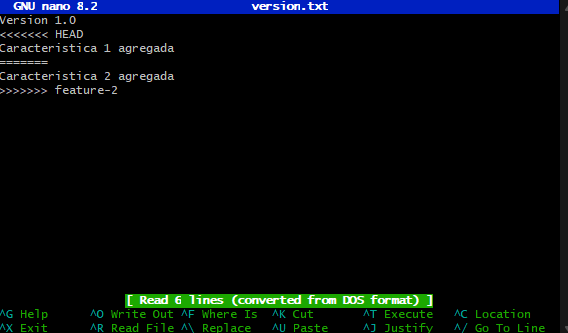 GNU nano 8.2 version.txt
Version 1.0
<<<<<<< HEAD
Caracteristica 1 agregada
=======
Caracteristica 2 agregada
>>>>>>> feature-2
[ Read 6 lines (converted from DOS format) ]
^G Help ^O Write Out ^F Where Is ^K Cut ^T Execute ^C Location
^X Exit ^R Read File ^\ Replace ^U Paste ^J Justify ^/ Go To Line